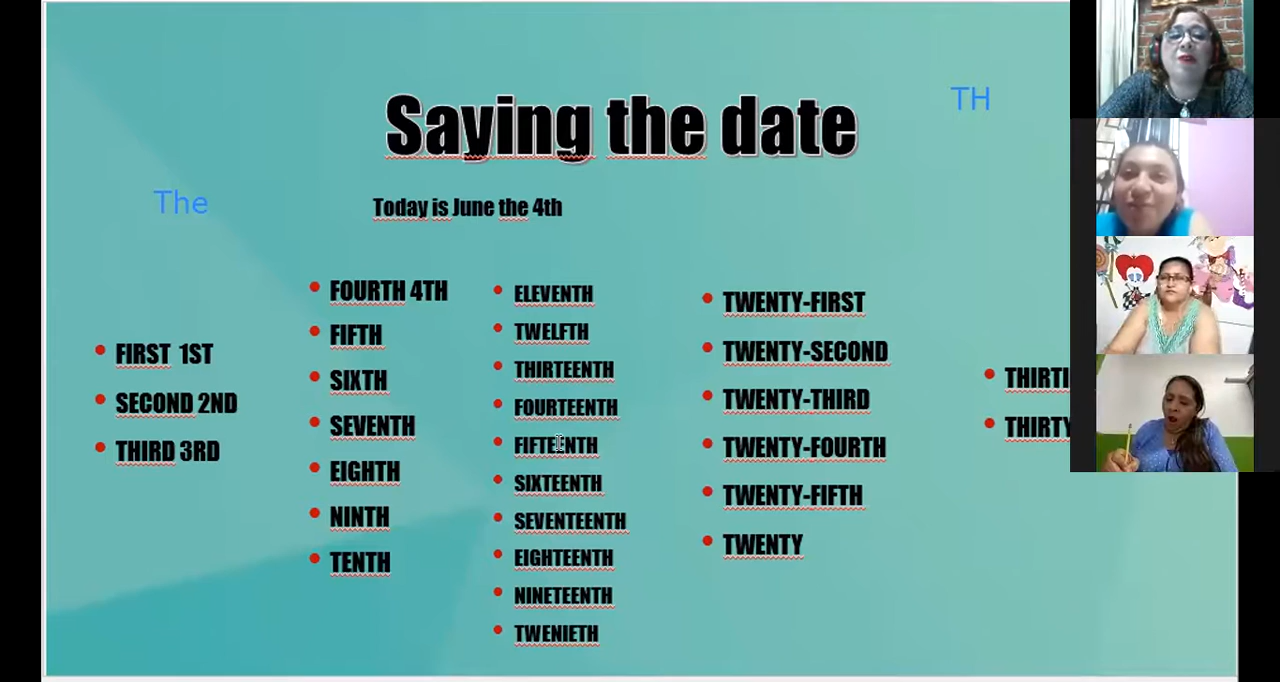 Saying the date
TH
The
Today is June the 4th
FIRST 1ST
SECOND 2ND
THIRD 3RD
FOURTH 4TH
FIFTH
SIXTH
SEVENTH
EIGHTH
NINTH
TENTH
ELEVENTH
TWELFTH
THIRTEENTH
FOURTEENTH
FIFTEENTH
SIXTEENTH
SEVENTEENTH
EIGHTEENTH
NINETEENTH
TWENIETH
TWENTY-FIRST
TWENTY-SECOND
TWENTY-THIRD
TWENTY-FOURTH
TWENTY-FIFTH
TWENTY